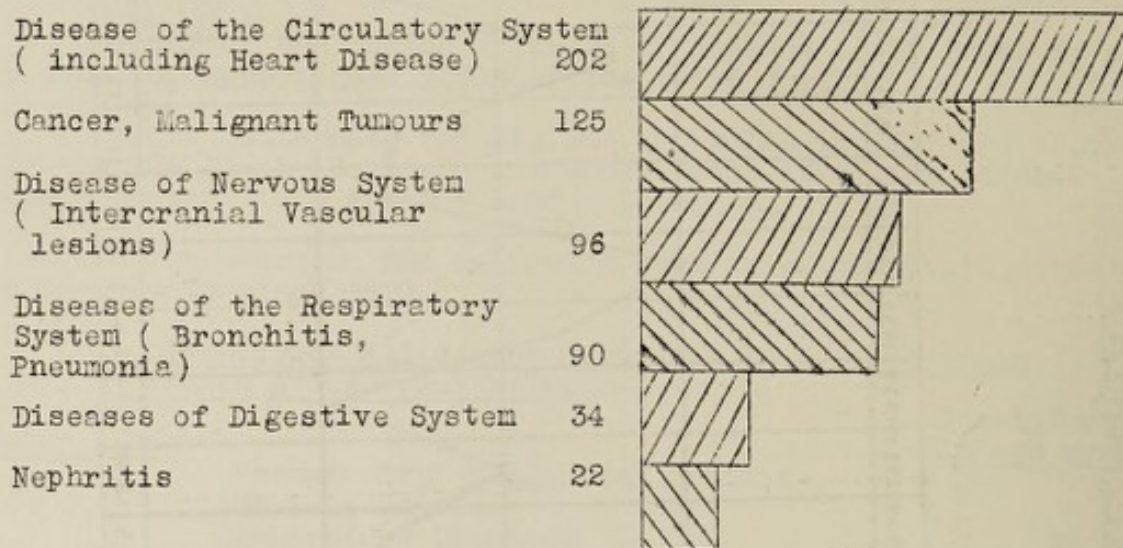 Disease of the Circulatory System
( including Heart Disease) 202
Cancer, Malignant Tumours 125
Disease of Nervous System
( Intercranial Vascular
lesions) 96
Diseases of the Respiratory
System ( Bronchitis,
Pneumonia) 90
Diseases of Digestive System 34
Nephritis 22